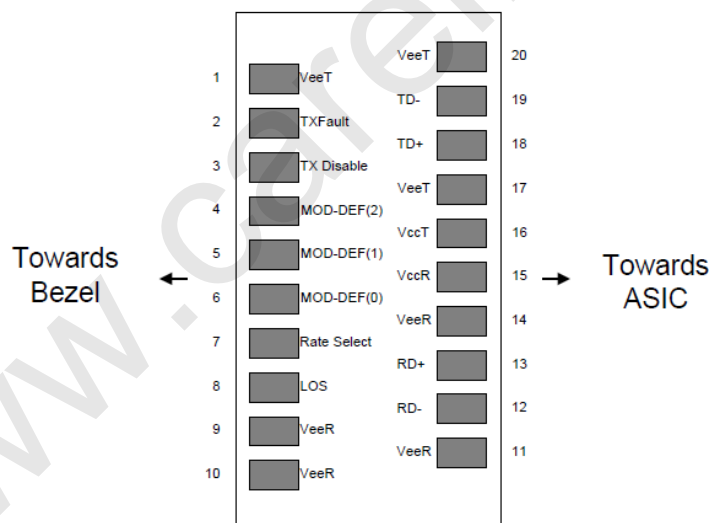 VeeT 20
1 VeeT
TD- 19
2 TXFault
TD+ 18
3 TX Disable
VeeT 17
4 MOD-DEF(2)
VccT 16
5 MOD-DEF(1)
Towards
Bezel
VccR 15
Towards
ASIC
6 MOD-DEF(0)
VeeR 14
7 Rate Select
RD+ 13
8 LOS
RD- 12
9 VeeR
VeeR 11
10 VeeR